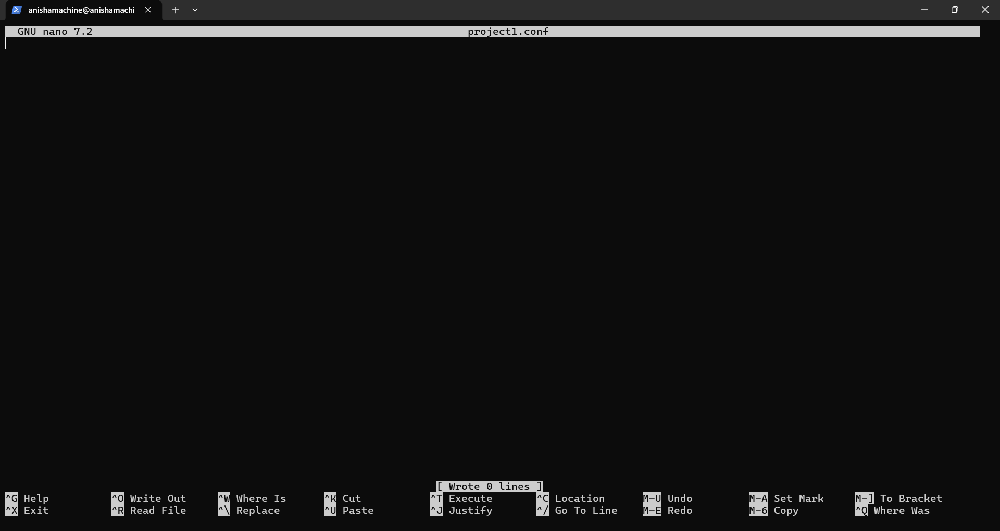 anishamachine@anishamachi
GNU nano 7.2 project1.conf
[ Wrote 0 lines ]
^G Help ^O Write Out ^W Where Is ^K Cut ^T Execute ^C Location M-U Undo M-A Set Mark M-] To Bracket
^X Exit ^R Read File ^\ Replace ^U Paste ^J Justify ^/ Go To Line M-E Redo M-6 Copy ^Q Where Was